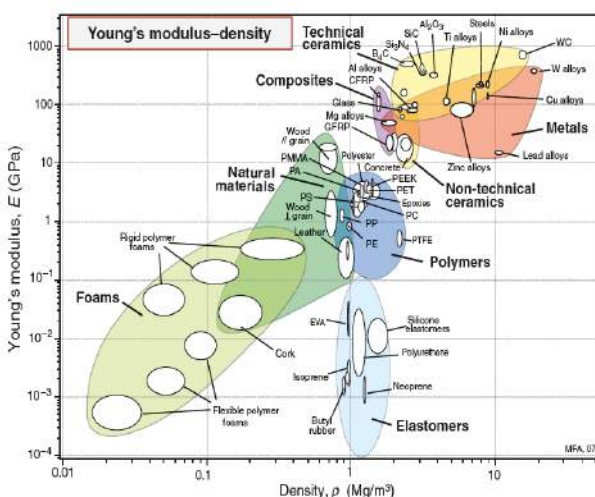 Young's modulus–density
Technical
ceramics
Composites
Metals
Non-technical
ceramics
Natural
materials
Polymers
Foams
Elastomers
Al₂O₃
SiC
Si₃N₄
B₄C
Steels
Ti alloys
Ni alloys
WC
W alloys
Al alloys
CFRP
Glass
Mg alloys
GFRP
Cu alloys
Zinc alloys
Lead alloys
Wood
// grain
PMMA
PA
Polyester
Concrete
PEEK
PET
Epoxies
PC
PS
Wood
⊥ grain
PP
PE
PTFE
Leather
Rigid polymer
foams
Cork
Flexible polymer
foams
EVA
Silicone
elastomers
Polyurethane
Isoprene
Neoprene
Butyl
rubber
Young's modulus, E (GPa)
1000
100
10
1
10⁻¹
10⁻²
10⁻³
10⁻⁴
0.01
0.1
1.0
10
Density, ρ (Mg/m³)
MFA, 07